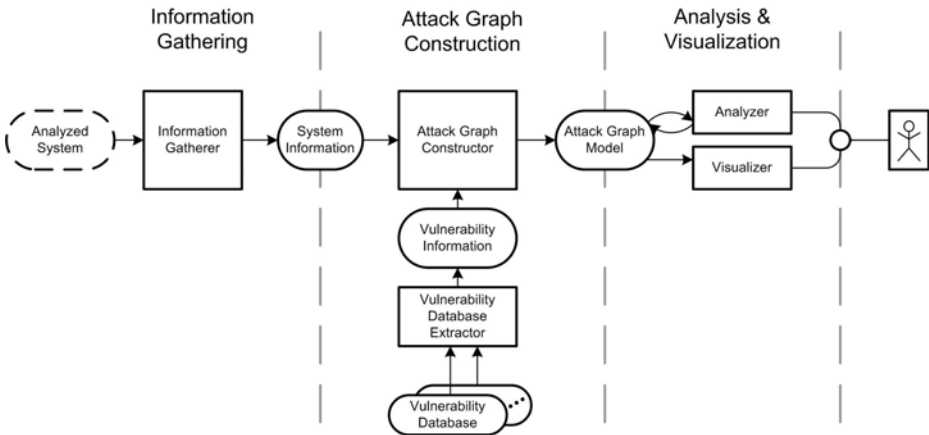 Information
Gathering
Attack Graph
Construction
Analysis &
Visualization
Analyzed
System
Information
Gatherer
System
Information
Attack Graph
Constructor
Attack Graph
Model
Analyzer
Visualizer
Vulnerability
Information
Vulnerability
Database
Extractor
Vulnerability
Database